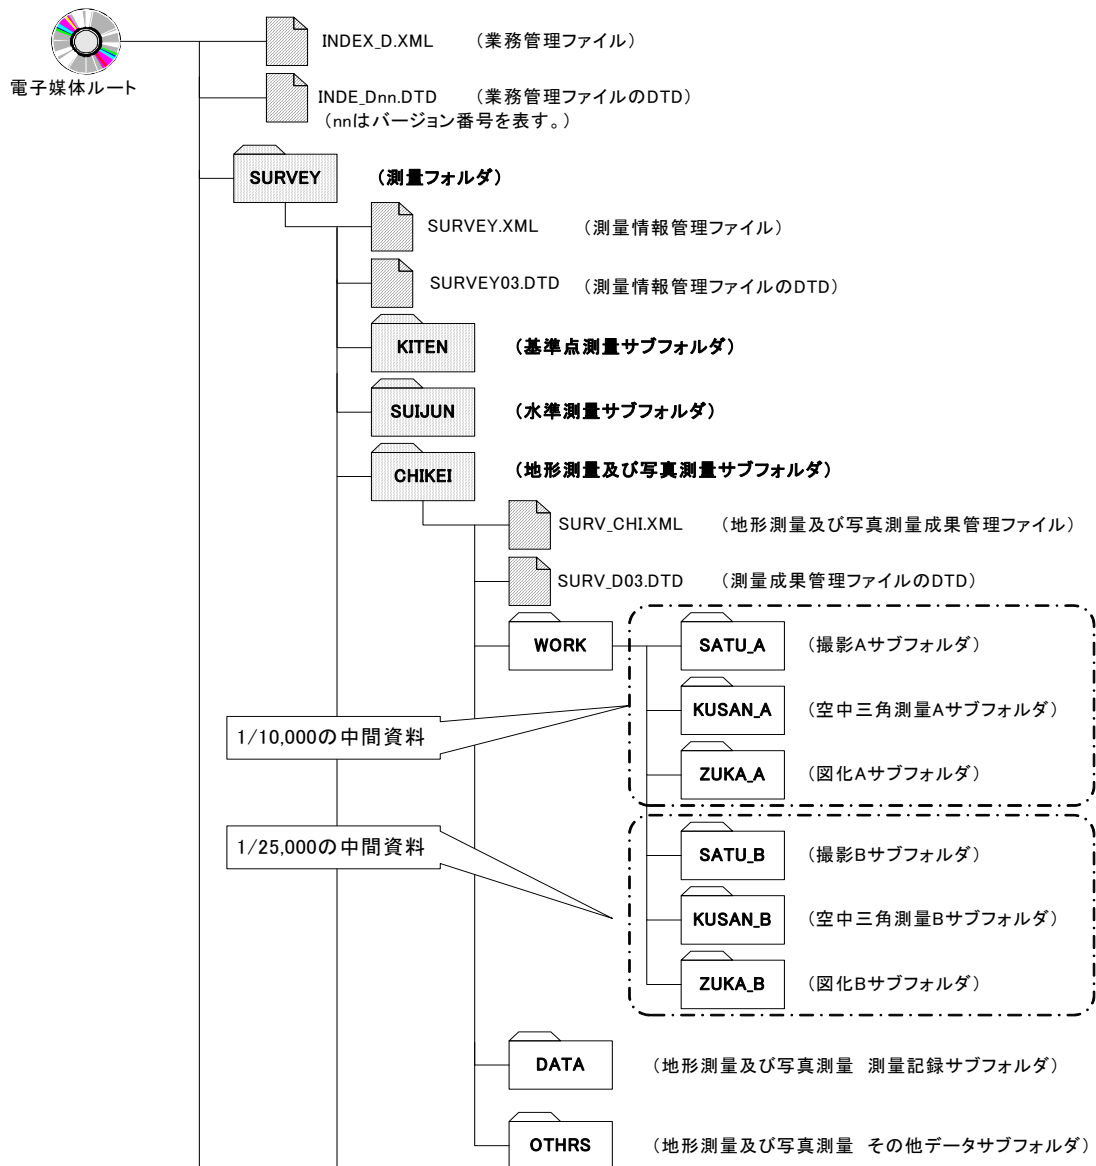 INDEX_D.XML （業務管理ファイル）
電子媒体ルート
INDE_Dnn.DTD （業務管理ファイルのDTD）
（nnはバージョン番号を表す。）
SURVEY （測量フォルダ）
SURVEY.XML （測量情報管理ファイル）
SURVEY03.DTD （測量情報管理ファイルのDTD）
KITEN （基準点測量サブフォルダ）
SUIJUN （水準測量サブフォルダ）
CHIKEI （地形測量及び写真測量サブフォルダ）
SURV_CHI.XML （地形測量及び写真測量成果管理ファイル）
SURV_D03.DTD （測量成果管理ファイルのDTD）
WORK SATU_A （撮影Aサブフォルダ）
KUSAN_A （空中三角測量Aサブフォルダ）
1/10,000の中間資料
ZUKA_A （図化Aサブフォルダ）
1/25,000の中間資料
SATU_B （撮影Bサブフォルダ）
KUSAN_B （空中三角測量Bサブフォルダ）
ZUKA_B （図化Bサブフォルダ）
DATA （地形測量及び写真測量 測量記録サブフォルダ）
OTHRS （地形測量及び写真測量 その他データサブフォルダ）